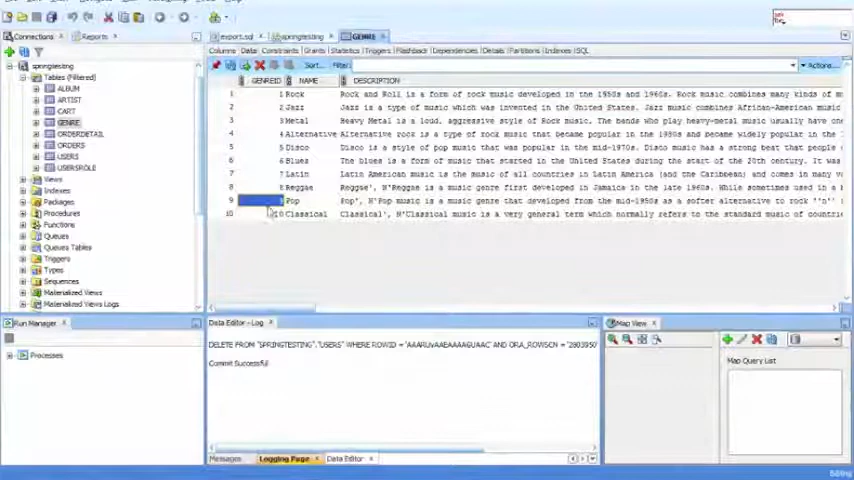 Connections
Reports
export.sql
springtesting
GENRE
springtesting
Tables (Filtered)
ALBUM
ARTIST
CART
GENRE
ORDERDETAIL
ORDERS
USERS
USERSROLE
Views
Indexes
Packages
Procedures
Functions
Queues
Queues Tables
Triggers
Types
Sequences
Materialized Views
Materialized Views Logs
Columns Data Constraints Grants Statistics Triggers Flashback Dependencies Details Partitions Indexes SQL
Sort... Filter: Actions...
GENREID NAME DESCRIPTION
1 1 Rock Rock and Roll is a form of rock music developed in the 1950s and 1960s. Rock music combines many kinds of m
2 2 Jazz Jazz is a type of music which was invented in the United States. Jazz music combines African-American music
3 3 Metal Heavy Metal is a loud, aggressive style of Rock music. The bands who play heavy-metal music usually have one
4 4 Alternative Alternative rock is a type of rock music that became popular in the 1980s and became widely popular in th
5 5 Disco Disco is a style of pop music that was popular in the mid-1970s. Disco music has a strong beat that people
6 6 Blues The blues is a form of music that started in the United States during the start of the 20th century. It was
7 7 Latin Latin American music is the music of all countries in Latin America (and the Caribbean) and comes in many v
8 8 Reggae Reggae', N'Reggae is a music genre first developed in Jamaica in the late 1960s. While sometimes used in a b
9 9 Pop Pop', N'Pop music is a music genre that developed from the mid-1950s as a softer alternative to rock ''n''
10 10 Classical Classical', N'Classical music is a very general term which normally refers to the standard music of countri
Run Manager
Processes
Data Editor - Log
DELETE FROM "SPRINGTESTING"."USERS" WHERE ROWID = AND ORA_ROWSCN =
Commit Successful
Messages Logging Page Data Editor
Map View
Map Query List
Editing